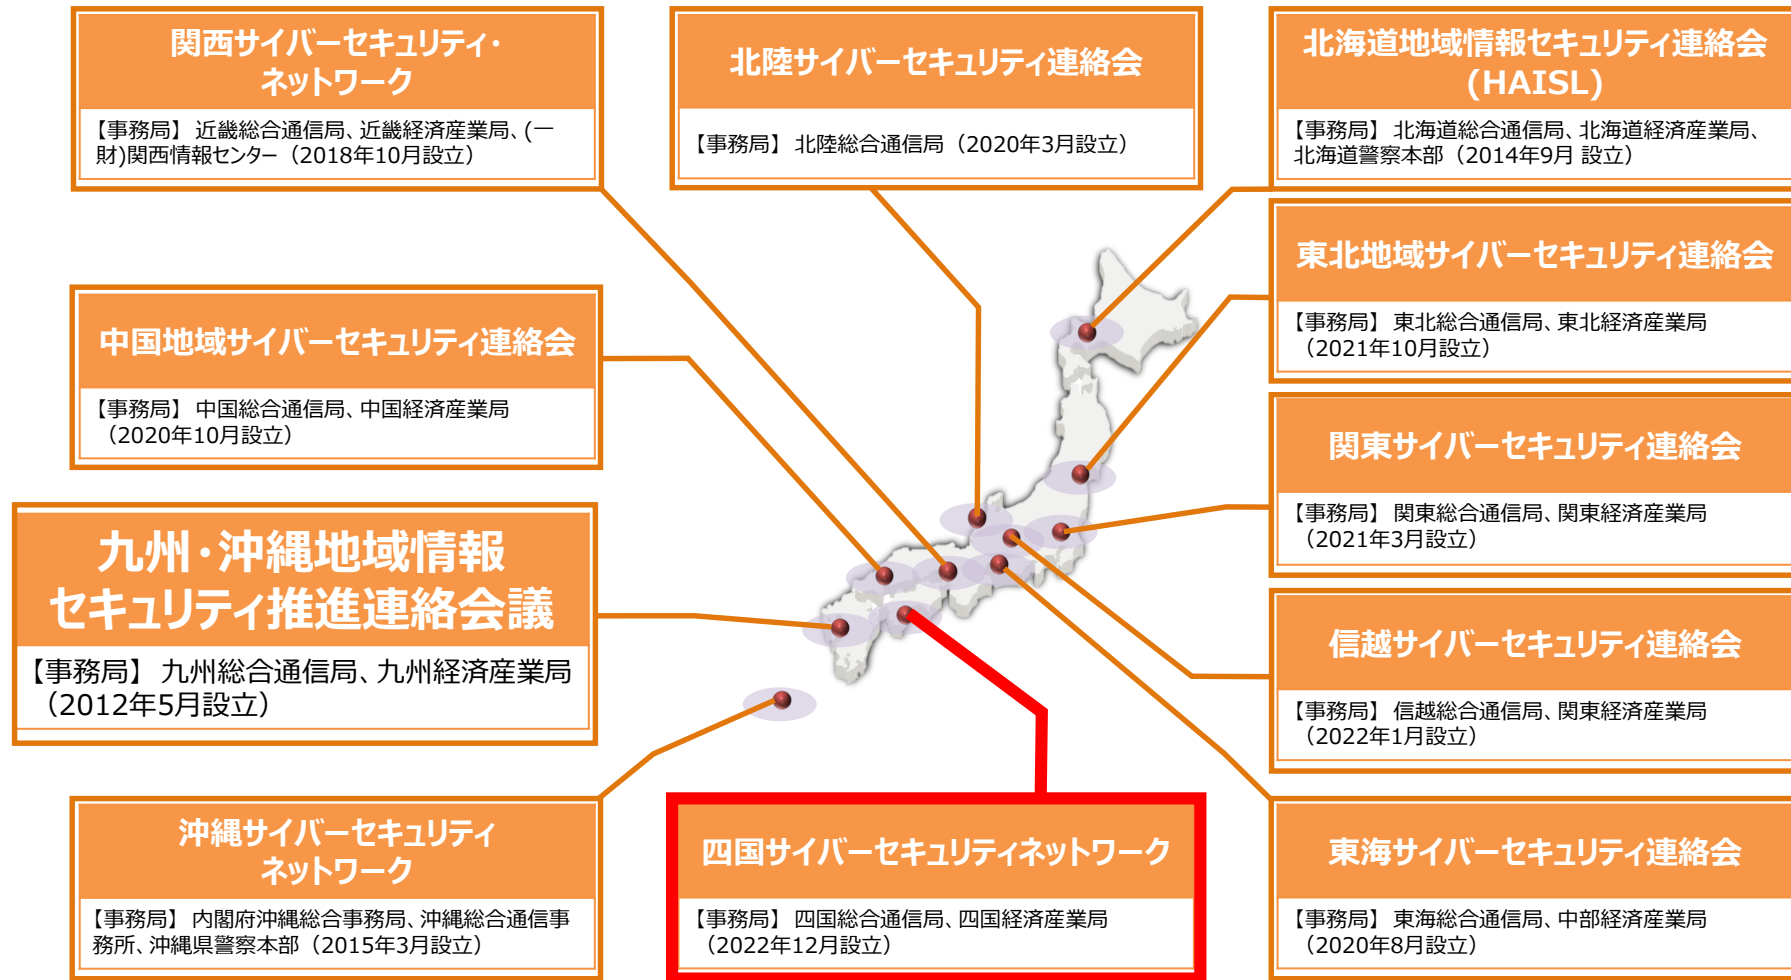 関西サイバーセキュリティ・
ネットワーク
【事務局】 近畿総合通信局、近畿経済産業局、(一
財)関西情報センター（2018年10月設立）
北陸サイバーセキュリティ連絡会
【事務局】 北陸総合通信局（2020年3月設立）
北海道地域情報セキュリティ連絡会
(HAISL)
【事務局】 北海道総合通信局、北海道経済産業局、
北海道警察本部（2014年9月 設立）
東北地域サイバーセキュリティ連絡会
【事務局】 東北総合通信局、東北経済産業局
（2021年10月設立）
中国地域サイバーセキュリティ連絡会
【事務局】 中国総合通信局、中国経済産業局
（2020年10月設立）
関東サイバーセキュリティ連絡会
【事務局】 関東総合通信局、関東経済産業局
（2021年3月設立）
九州・沖縄地域情報
セキュリティ推進連絡会議
【事務局】 九州総合通信局、九州経済産業局
（2012年5月設立）
信越サイバーセキュリティ連絡会
【事務局】 信越総合通信局、関東経済産業局
（2022年1月設立）
沖縄サイバーセキュリティ
ネットワーク
【事務局】 内閣府沖縄総合事務局、沖縄総合通信事
務所、沖縄県警察本部（2015年3月設立）
四国サイバーセキュリティネットワーク
【事務局】 四国総合通信局、四国経済産業局
（2022年12月設立）
東海サイバーセキュリティ連絡会
【事務局】 東海総合通信局、中部経済産業局
（2020年8月設立）